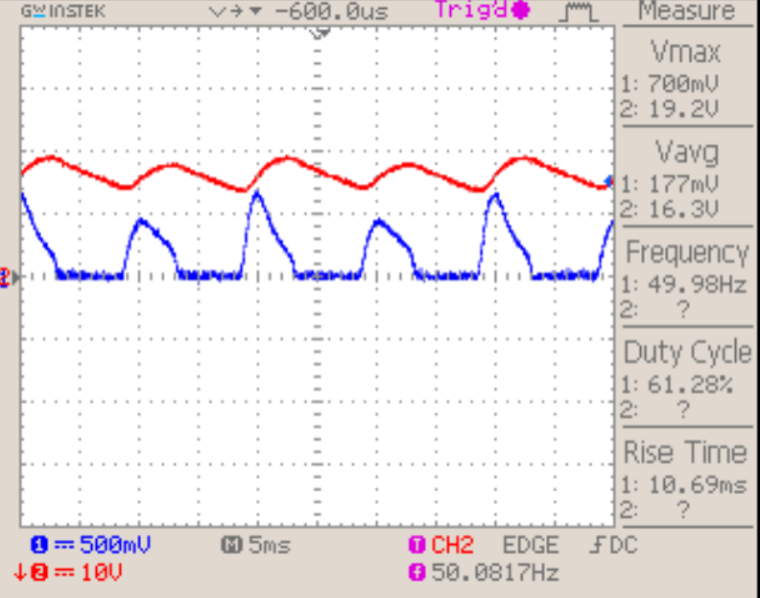 GWINSTEK -600.0us Trig'd Measure
Vmax
1: 700mV
2: 19.2V
Vavg
1: 177mV
2: 16.3V
Frequency
1: 49.98Hz
2: ?
Duty Cycle
1: 61.28%
2: ?
Rise Time
1: 10.69ms
2: ?
1 500mV M 5ms T CH2 EDGE DC
2 10V f 50.0817Hz